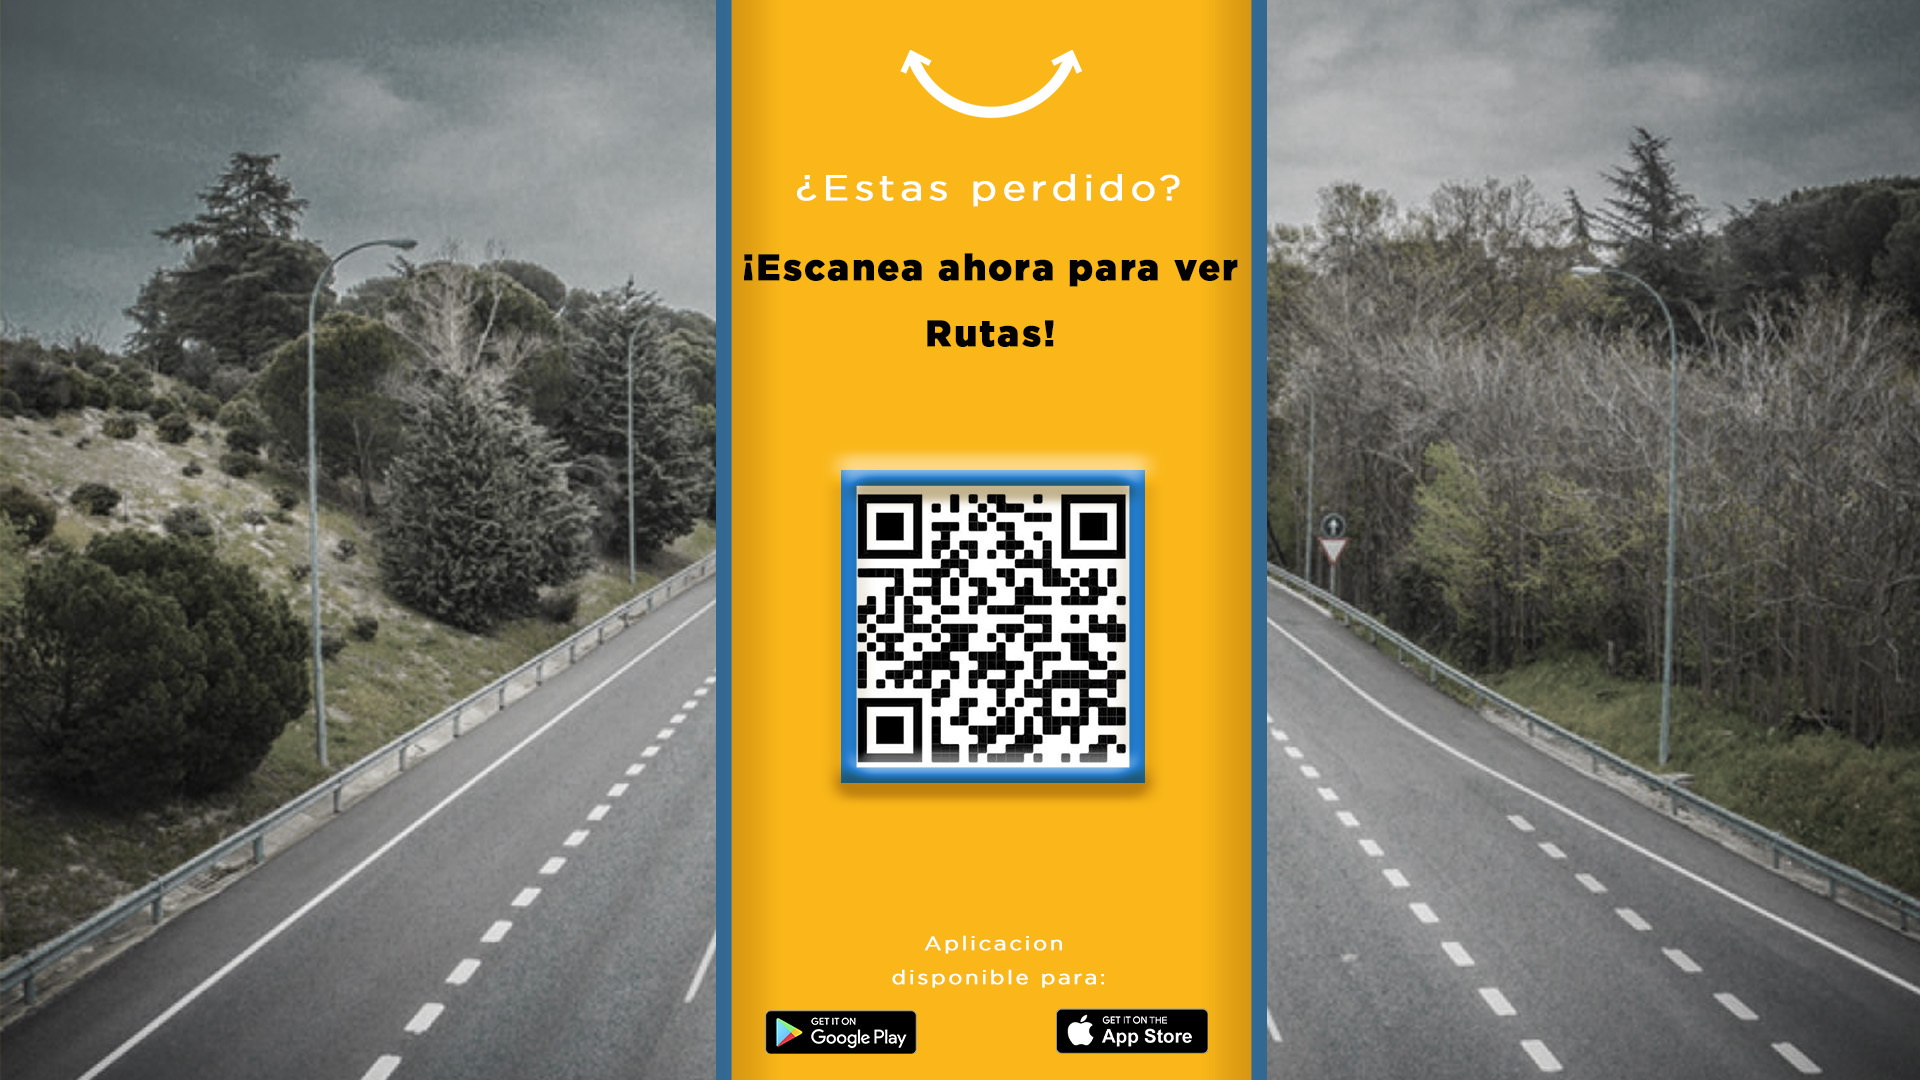 ¿Estas perdido?
¡Escanea ahora para ver
Rutas!
Aplicacion
disponible para:
GET IT ON
Google Play
GET IT ON THE
App Store